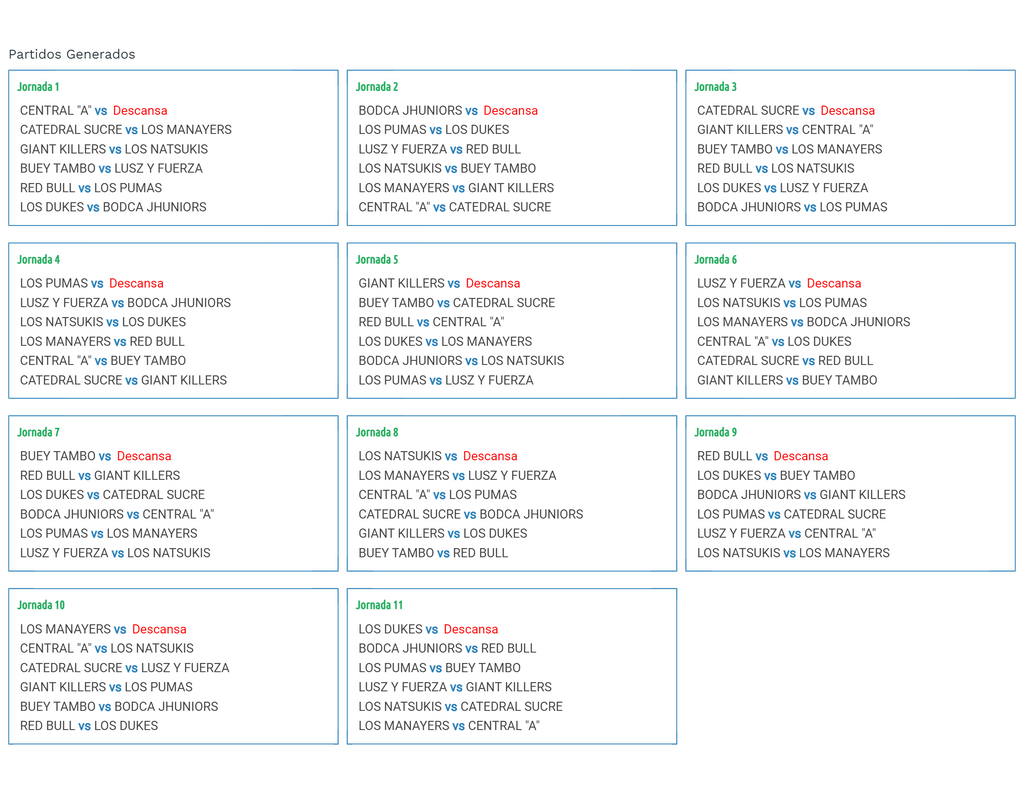 Partidos Generados
Jornada 1
CENTRAL "A" vs Descansa
CATEDRAL SUCRE vs LOS MANAYERS
GIANT KILLERS vs LOS NATSUKIS
BUEY TAMBO vs LUSZ Y FUERZA
RED BULL vs LOS PUMAS
LOS DUKES vs BODCA JHUNIORS
Jornada 2
BODCA JHUNIORS vs Descansa
LOS PUMAS vs LOS DUKES
LUSZ Y FUERZA vs RED BULL
LOS NATSUKIS vs BUEY TAMBO
LOS MANAYERS vs GIANT KILLERS
CENTRAL "A" vs CATEDRAL SUCRE
Jornada 3
CATEDRAL SUCRE vs Descansa
GIANT KILLERS vs CENTRAL "A"
BUEY TAMBO vs LOS MANAYERS
RED BULL vs LOS NATSUKIS
LOS DUKES vs LUSZ Y FUERZA
BODCA JHUNIORS vs LOS PUMAS
Jornada 4
LOS PUMAS vs Descansa
LUSZ Y FUERZA vs BODCA JHUNIORS
LOS NATSUKIS vs LOS DUKES
LOS MANAYERS vs RED BULL
CENTRAL "A" vs BUEY TAMBO
CATEDRAL SUCRE vs GIANT KILLERS
Jornada 5
GIANT KILLERS vs Descansa
BUEY TAMBO vs CATEDRAL SUCRE
RED BULL vs CENTRAL "A"
LOS DUKES vs LOS MANAYERS
BODCA JHUNIORS vs LOS NATSUKIS
LOS PUMAS vs LUSZ Y FUERZA
Jornada 6
LUSZ Y FUERZA vs Descansa
LOS NATSUKIS vs LOS PUMAS
LOS MANAYERS vs BODCA JHUNIORS
CENTRAL "A" vs LOS DUKES
CATEDRAL SUCRE vs RED BULL
GIANT KILLERS vs BUEY TAMBO
Jornada 7
BUEY TAMBO vs Descansa
RED BULL vs GIANT KILLERS
LOS DUKES vs CATEDRAL SUCRE
BODCA JHUNIORS vs CENTRAL "A"
LOS PUMAS vs LOS MANAYERS
LUSZ Y FUERZA vs LOS NATSUKIS
Jornada 8
LOS NATSUKIS vs Descansa
LOS MANAYERS vs LUSZ Y FUERZA
CENTRAL "A" vs LOS PUMAS
CATEDRAL SUCRE vs BODCA JHUNIORS
GIANT KILLERS vs LOS DUKES
BUEY TAMBO vs RED BULL
Jornada 9
RED BULL vs Descansa
LOS DUKES vs BUEY TAMBO
BODCA JHUNIORS vs GIANT KILLERS
LOS PUMAS vs CATEDRAL SUCRE
LUSZ Y FUERZA vs CENTRAL "A"
LOS NATSUKIS vs LOS MANAYERS
Jornada 10
LOS MANAYERS vs Descansa
CENTRAL "A" vs LOS NATSUKIS
CATEDRAL SUCRE vs LUSZ Y FUERZA
GIANT KILLERS vs LOS PUMAS
BUEY TAMBO vs BODCA JHUNIORS
RED BULL vs LOS DUKES
Jornada 11
LOS DUKES vs Descansa
BODCA JHUNIORS vs RED BULL
LOS PUMAS vs BUEY TAMBO
LUSZ Y FUERZA vs GIANT KILLERS
LOS NATSUKIS vs CATEDRAL SUCRE
LOS MANAYERS vs CENTRAL "A"